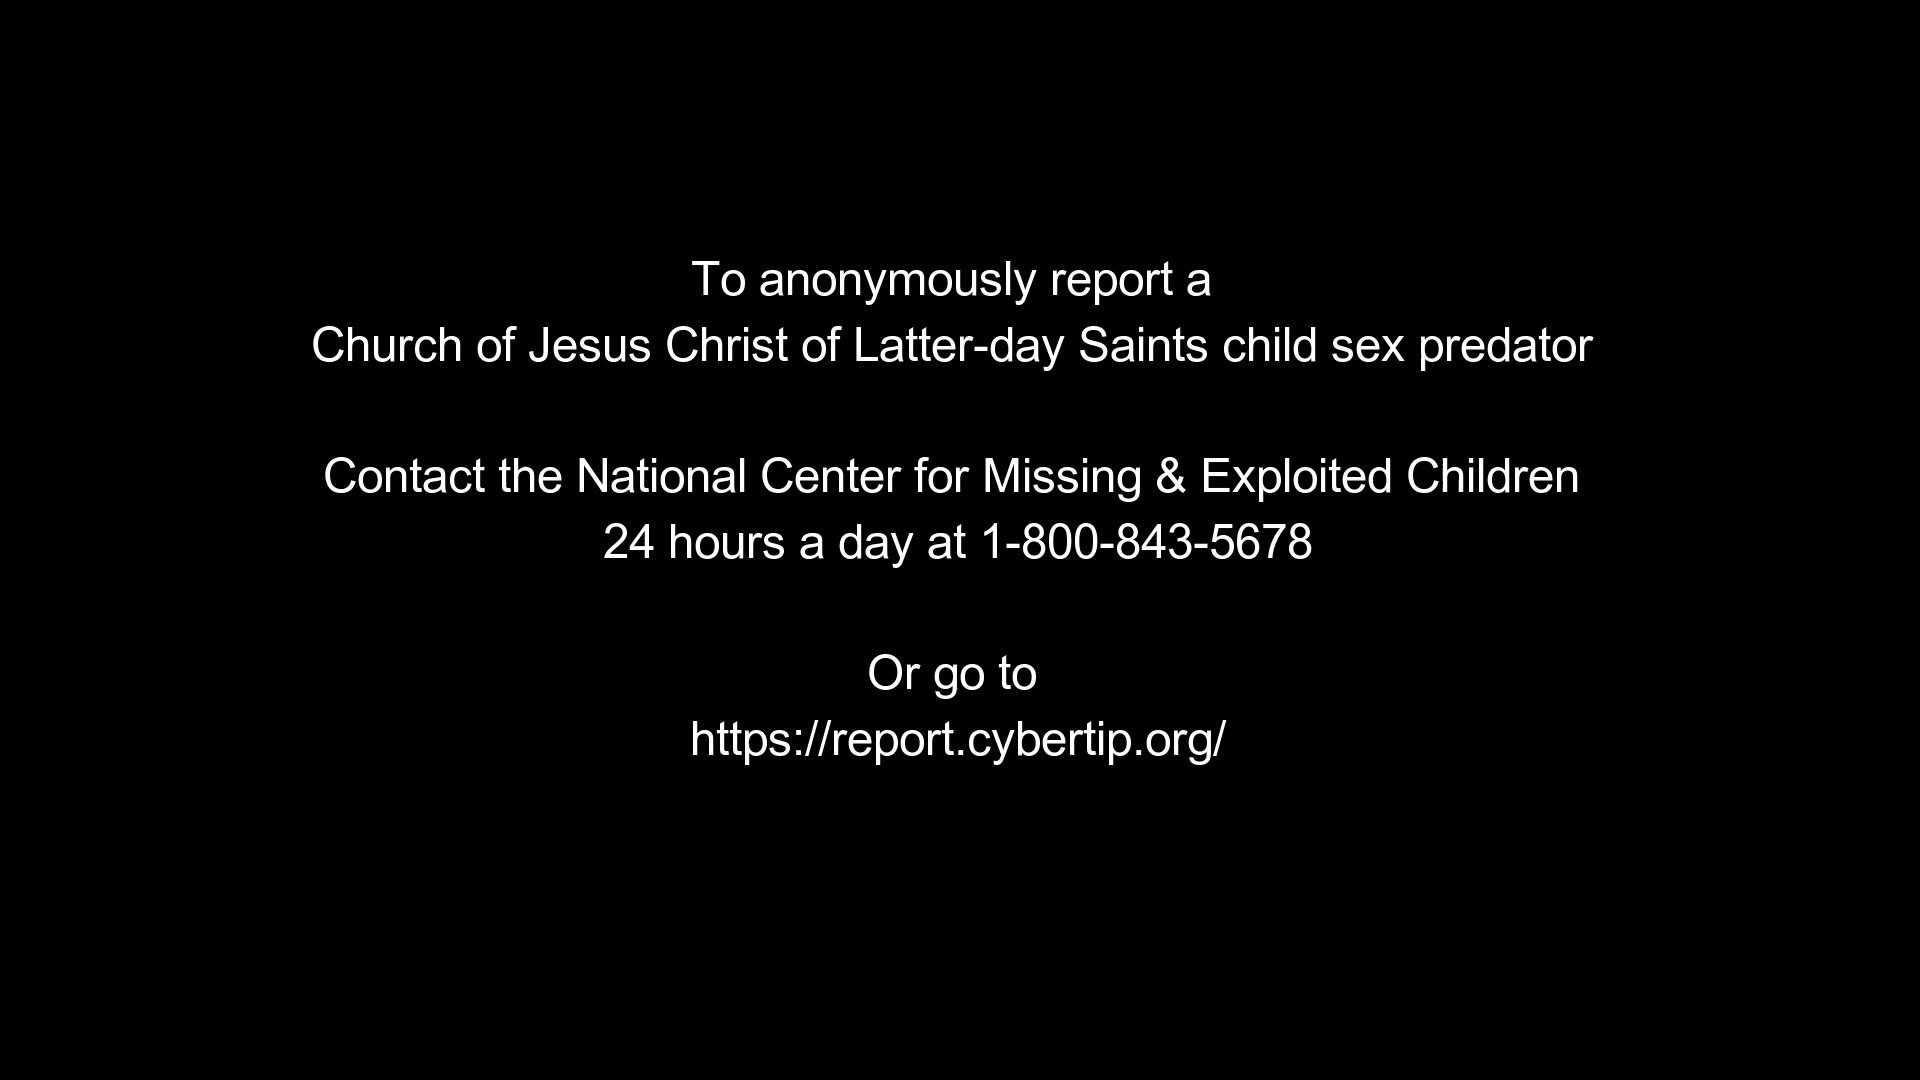 To anonymously report a
Church of Jesus Christ of Latter-day Saints child sex predator
Contact the National Center for Missing & Exploited Children
24 hours a day at 1-800-843-5678
Or go to
https://report.cybertip.org/